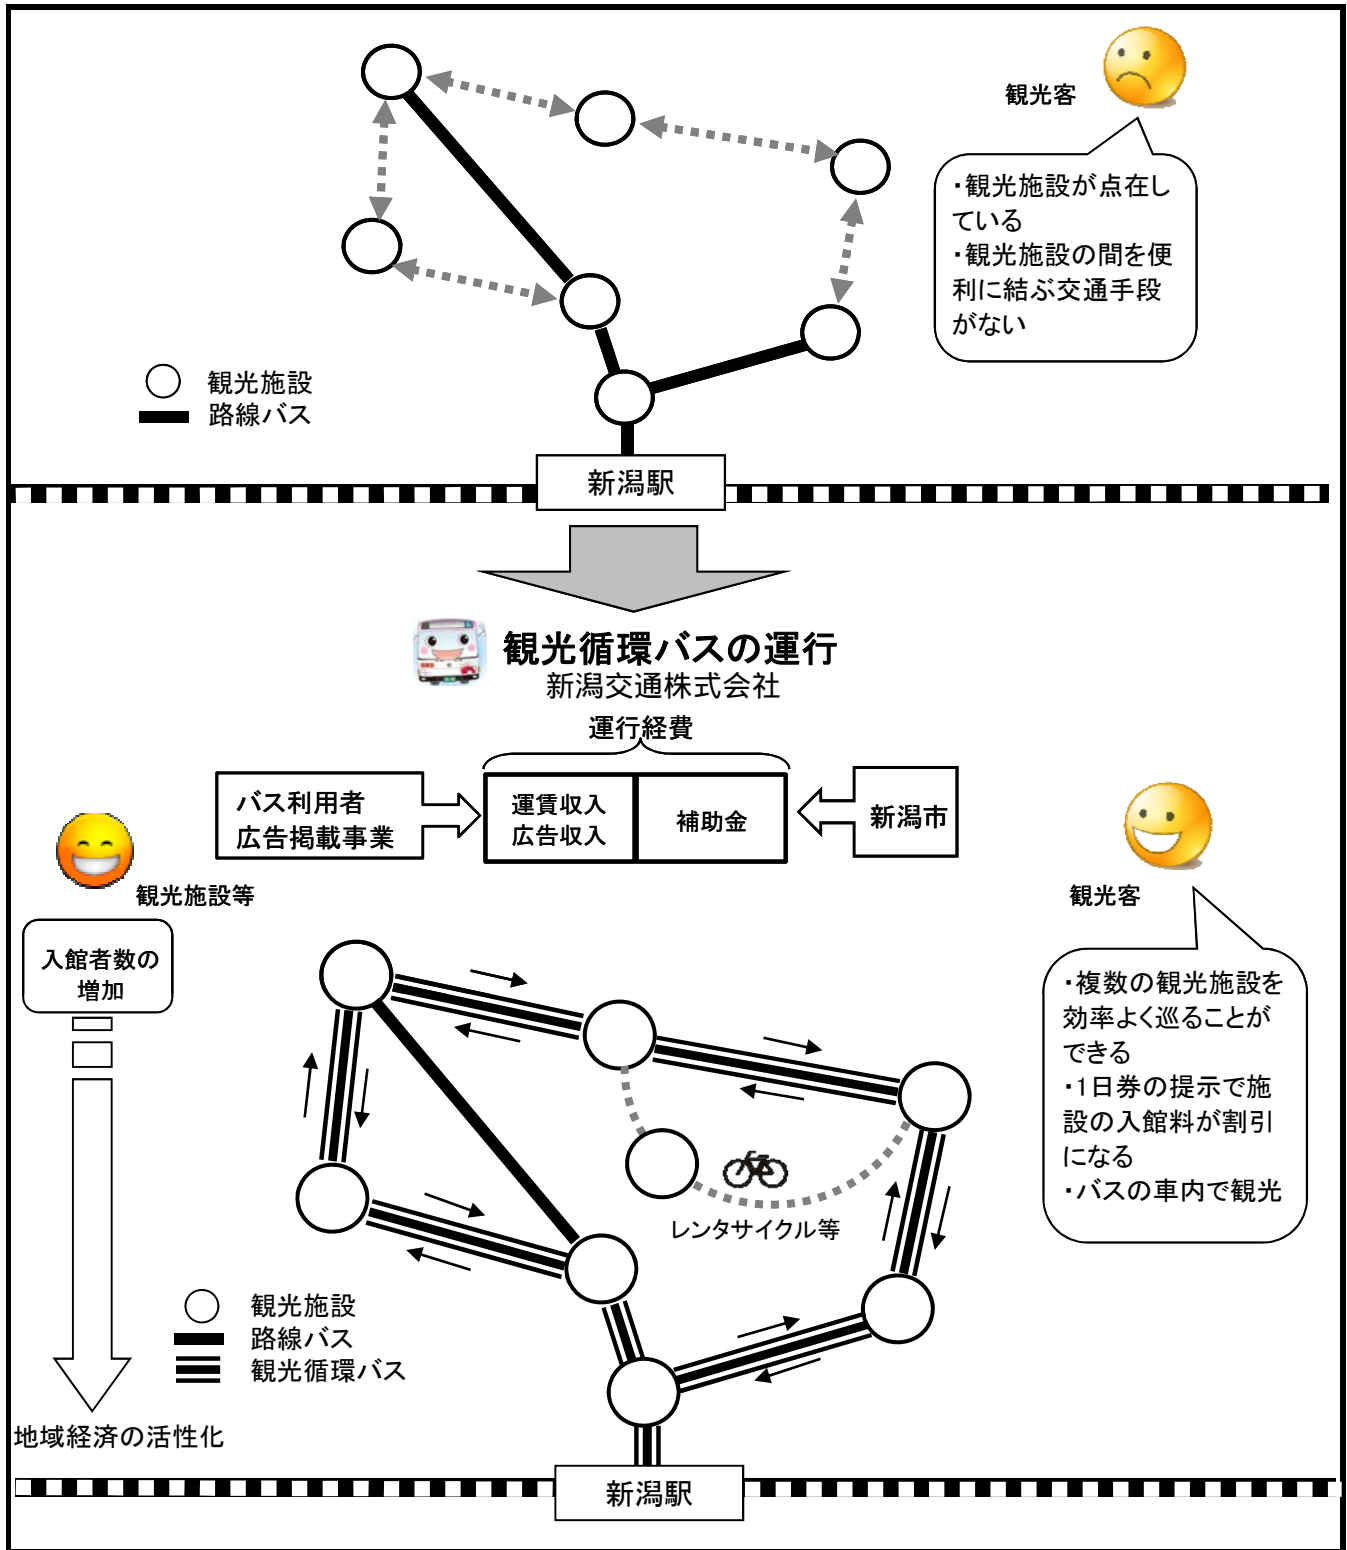 観光客
・観光施設が点在し
ている
・観光施設の間を便
利に結ぶ交通手段
がない
観光施設
路線バス
新潟駅
観光循環バスの運行
新潟交通株式会社
運行経費
バス利用者
広告掲載事業
運賃収入
広告収入
補助金
新潟市
観光施設等
観光客
入館者数の
増加
・複数の観光施設を
効率よく巡ることが
できる
・1日券の提示で施
設の入館料が割引
になる
・バスの車内で観光
レンタサイクル等
観光施設
路線バス
観光循環バス
地域経済の活性化
新潟駅